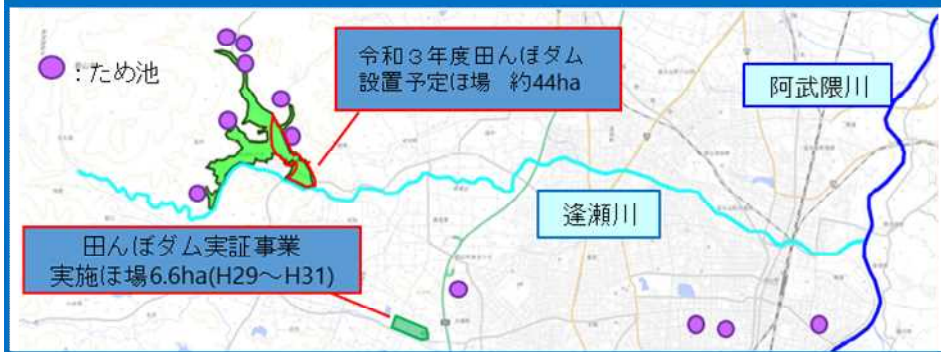 ：ため池
令和３年度田んぼダム
設置予定ほ場　約44ha
阿武隈川
逢瀬川
田んぼダム実証事業
実施ほ場6.6ha(H29～H31)